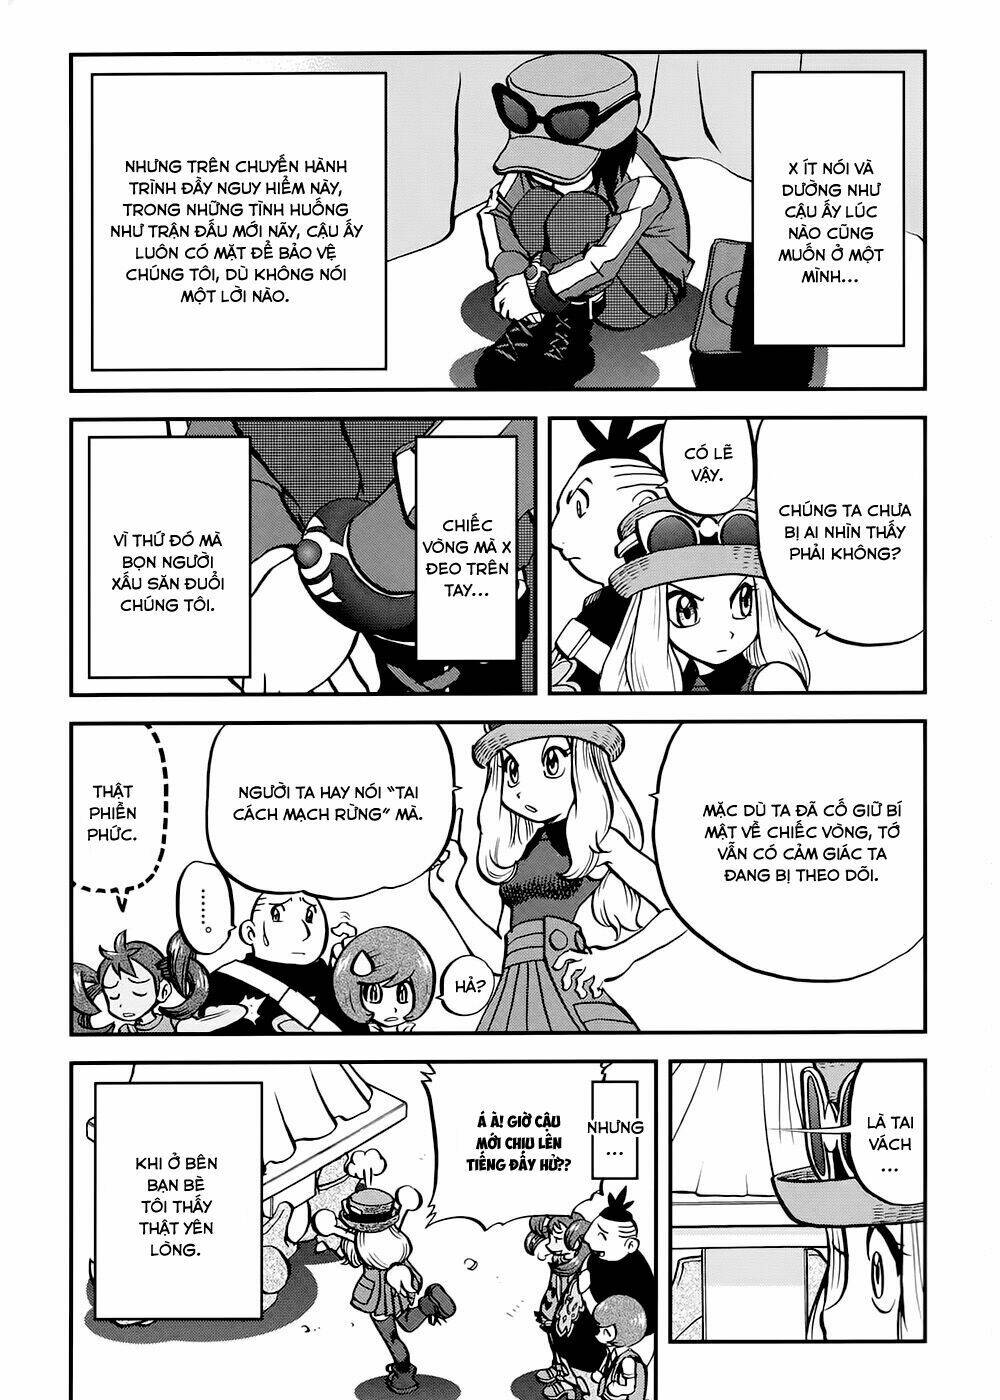 X ÍT NÓI VÀ
DƯỜNG NHƯ
CẬU ẤY LÚC
NÀO CŨNG
MUỐN Ở MỘT
MÌNH...
NHƯNG TRÊN CHUYẾN HÀNH
TRÌNH ĐẦY NGUY HIỂM NÀY,
TRONG NHỮNG TÌNH HUỐNG
NHƯ TRẬN ĐẤU MỚI NÃY, CẬU ẤY
LUÔN CÓ MẶT ĐỂ BẢO VỆ
CHÚNG TÔI, DÙ KHÔNG NÓI
MỘT LỜI NÀO.
CHÚNG TA CHƯA
BỊ AI NHÌN THẤY
PHẢI KHÔNG?
CÓ LẼ
VẬY.
CHIẾC
VÒNG MÀ X
ĐEO TRÊN
TAY...
VÌ THỨ ĐÓ MÀ
BỌN NGƯỜI
XẤU SĂN ĐUỔI
CHÚNG TÔI.
MẶC DÙ TA ĐÃ CỐ GIỮ BÍ
MẬT VỀ CHIẾC VÒNG, TỚ
VẪN CÓ CẢM GIÁC TA
ĐANG BỊ THEO DÕI.
NGƯỜI TA HAY NÓI "TAI
CÁCH MẠCH RỪNG" MÀ.
HẢ?
......
THẬT
PHIỀN
PHỨC.
LÀ TAI
VÁCH
...
NHƯNG
...
Á À! GIỜ CẬU
MỚI CHỊU LÊN
TIẾNG ĐẤY HỬ??
KHI Ở BÊN
BẠN BÈ
TÔI THẤY
THẬT YÊN
LÒNG.